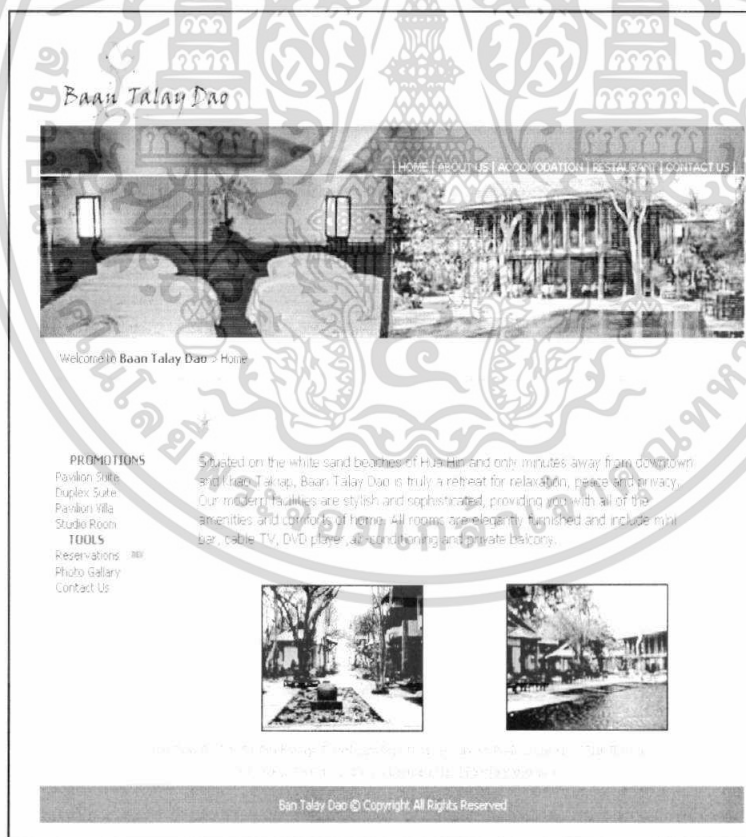 Baan Talay Dao
| HOME | ABOUT US | ACCOMODATION | RESTAURANT | CONTACT US |
Welcome to Baan Talay Dao > Home
PROMOTIONS
Pavilion Suite
Duplex Suite
Pavilion Villa
Studio Room
TOOLS
Reservations
Photo Gallary
Contact Us
Situated on the white sand beaches of Hua Hin and only minutes away from downtown
and Khao Takiap, Baan Talay Dao is truly a retreat for relaxation, peace and privacy.
Our modern facilities are stylish and sophisticated, providing you with all of the
amenities and comforts of home. All rooms are elegantly furnished and include mini
bar, cable TV, DVD player, air-conditioning and private balcony.
Ban Talay Dao © Copyright All Rights Reserved